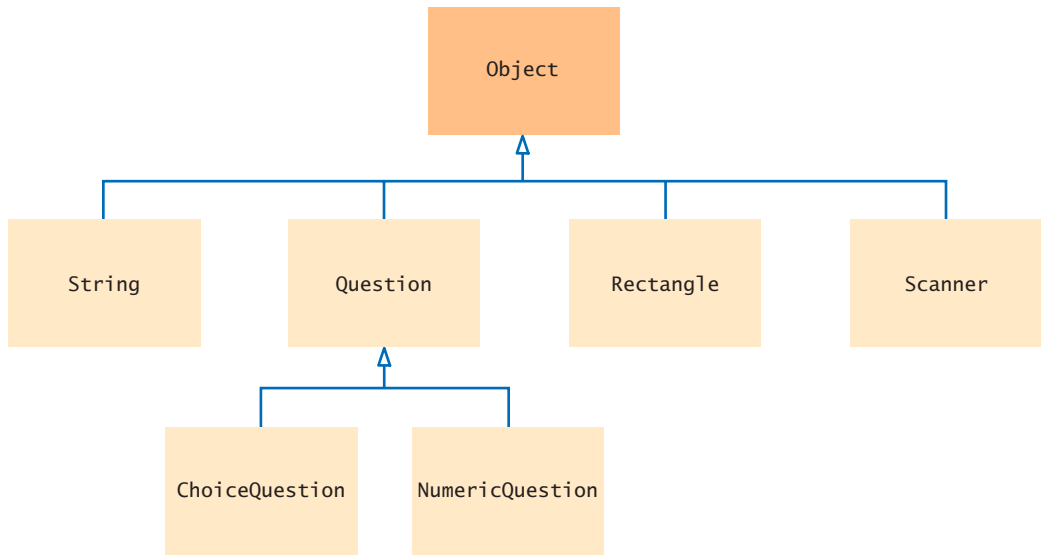 Object
String
Question
Rectangle
Scanner
ChoiceQuestion
NumericQuestion